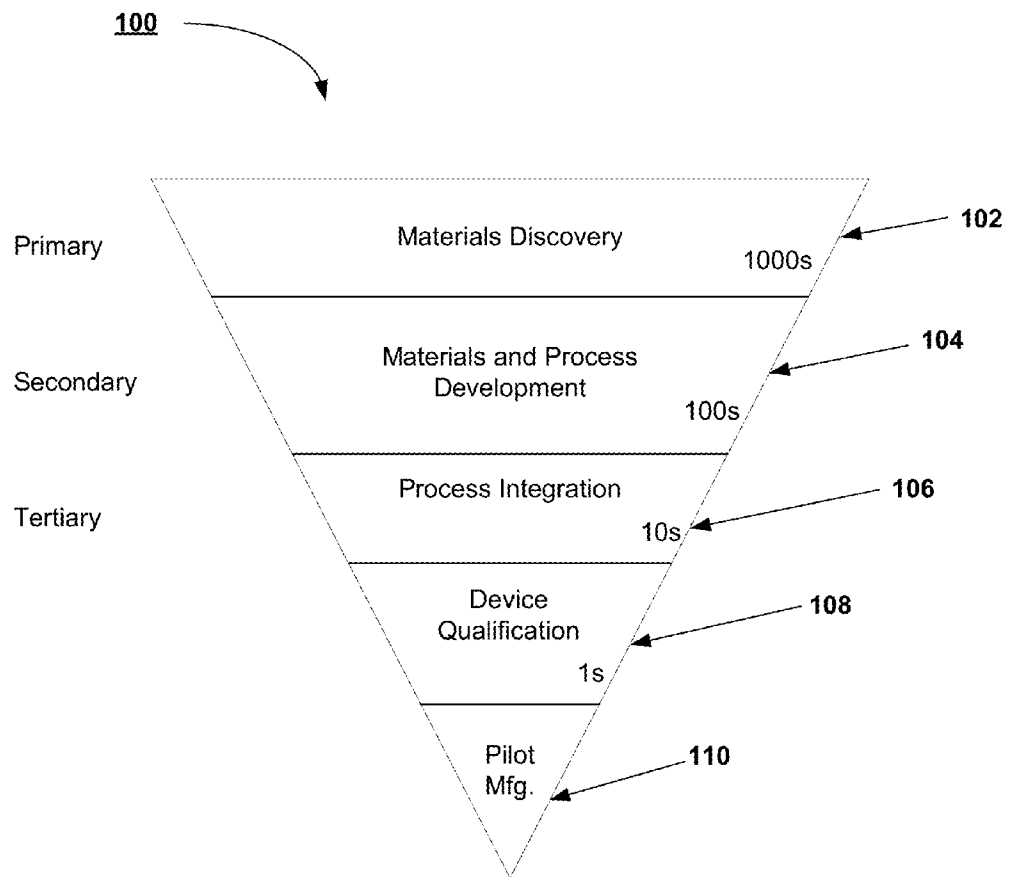 100
102
Primary
Materials Discovery
1000s
104
Secondary
Materials and Process
Development
100s
Process Integration
106
Tertiary
10s
Device
Qualification
108
1s
Pilot
Mfg.
110